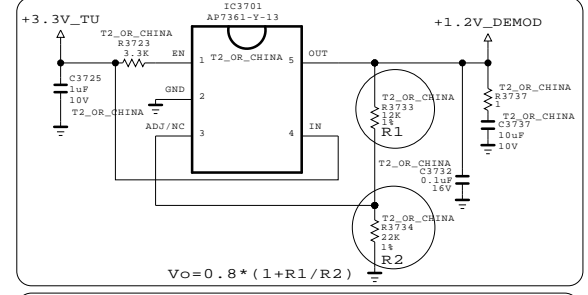 IC3701
AP7361-Y-13
+3.3V_TU
+1.2V_DEMOD
T2_OR_CHINA
R3723
3.3K
EN
1
T2_OR_CHINA
5
OUT
C3725
1uF
10V
T2_OR_CHINA
GND
2
ADJ/NC
3
4
IN
T2_OR_CHINA
R3733
12K
1%
R1
T2_OR_CHINA
R3737
1
T2_OR_CHINA
C3737
10uF
10V
T2_OR_CHINA
C3732
0.1uF
16V
T2_OR_CHINA
R3734
22K
1%
R2
Vo=0.8*(1+R1/R2)